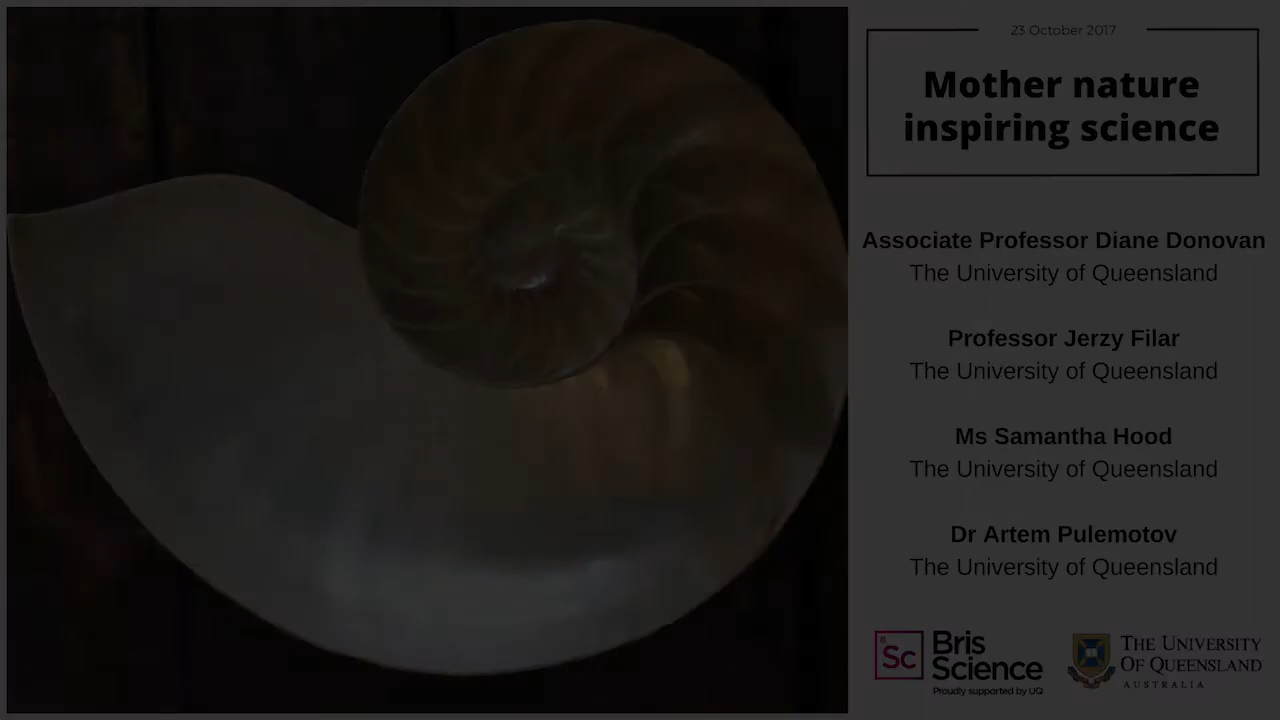 23 October 2017
Mother nature
inspiring science
Associate Professor Diane Donovan
The University of Queensland
Professor Jerzy Filar
The University of Queensland
Ms Samantha Hood
The University of Queensland
Dr Artem Pulemotov
The University of Queensland
Sc
Bris
Science
Proudly supported by UQ
THE UNIVERSITY
OF QUEENSLAND
AUSTRALIA